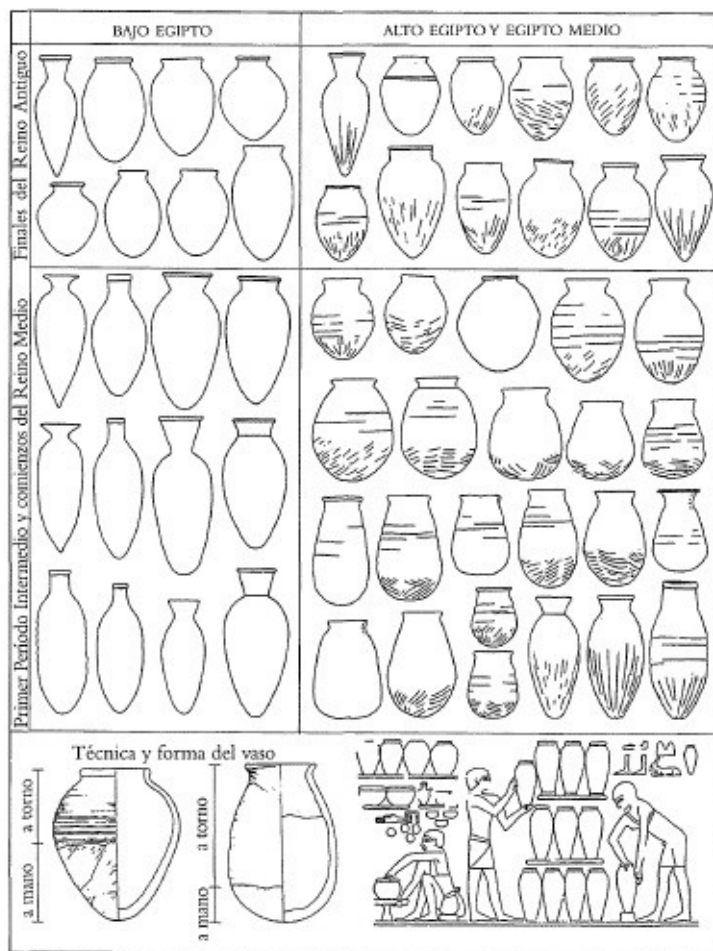 BAJO EGIPTO
ALTO EGIPTO Y EGIPTO MEDIO
Finales del Reino Antiguo
Primer Período Intermedio y comienzos del Reino Medio
Técnica y forma del vaso
a torno
a mano
a torno
a mano